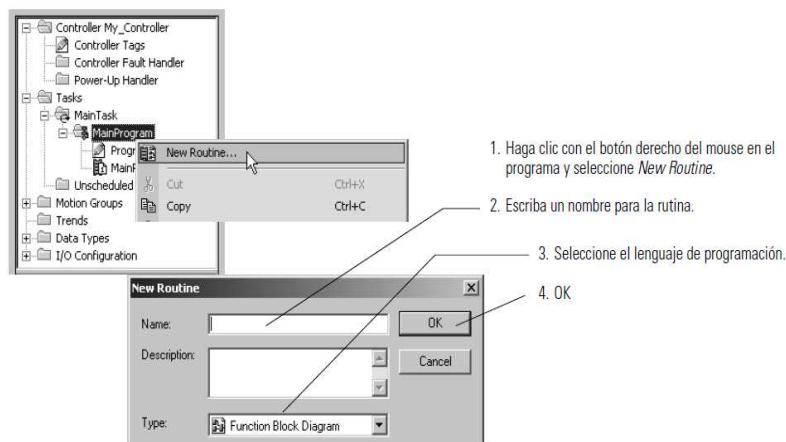 Controller My_Controller
Controller Tags
Controller Fault Handler
Power-Up Handler
Tasks
MainTask
MainProgram
Progr
MainF
Unscheduled
Motion Groups
Trends
Data Types
I/O Configuration
New Routine...
Cut Ctrl+X
Copy Ctrl+C
1. Haga clic con el botón derecho del mouse en el
programa y seleccione New Routine.
2. Escriba un nombre para la rutina.
3. Seleccione el lenguaje de programación.
4. OK
New Routine
Name:
OK
Description:
Cancel
Type:
Function Block Diagram